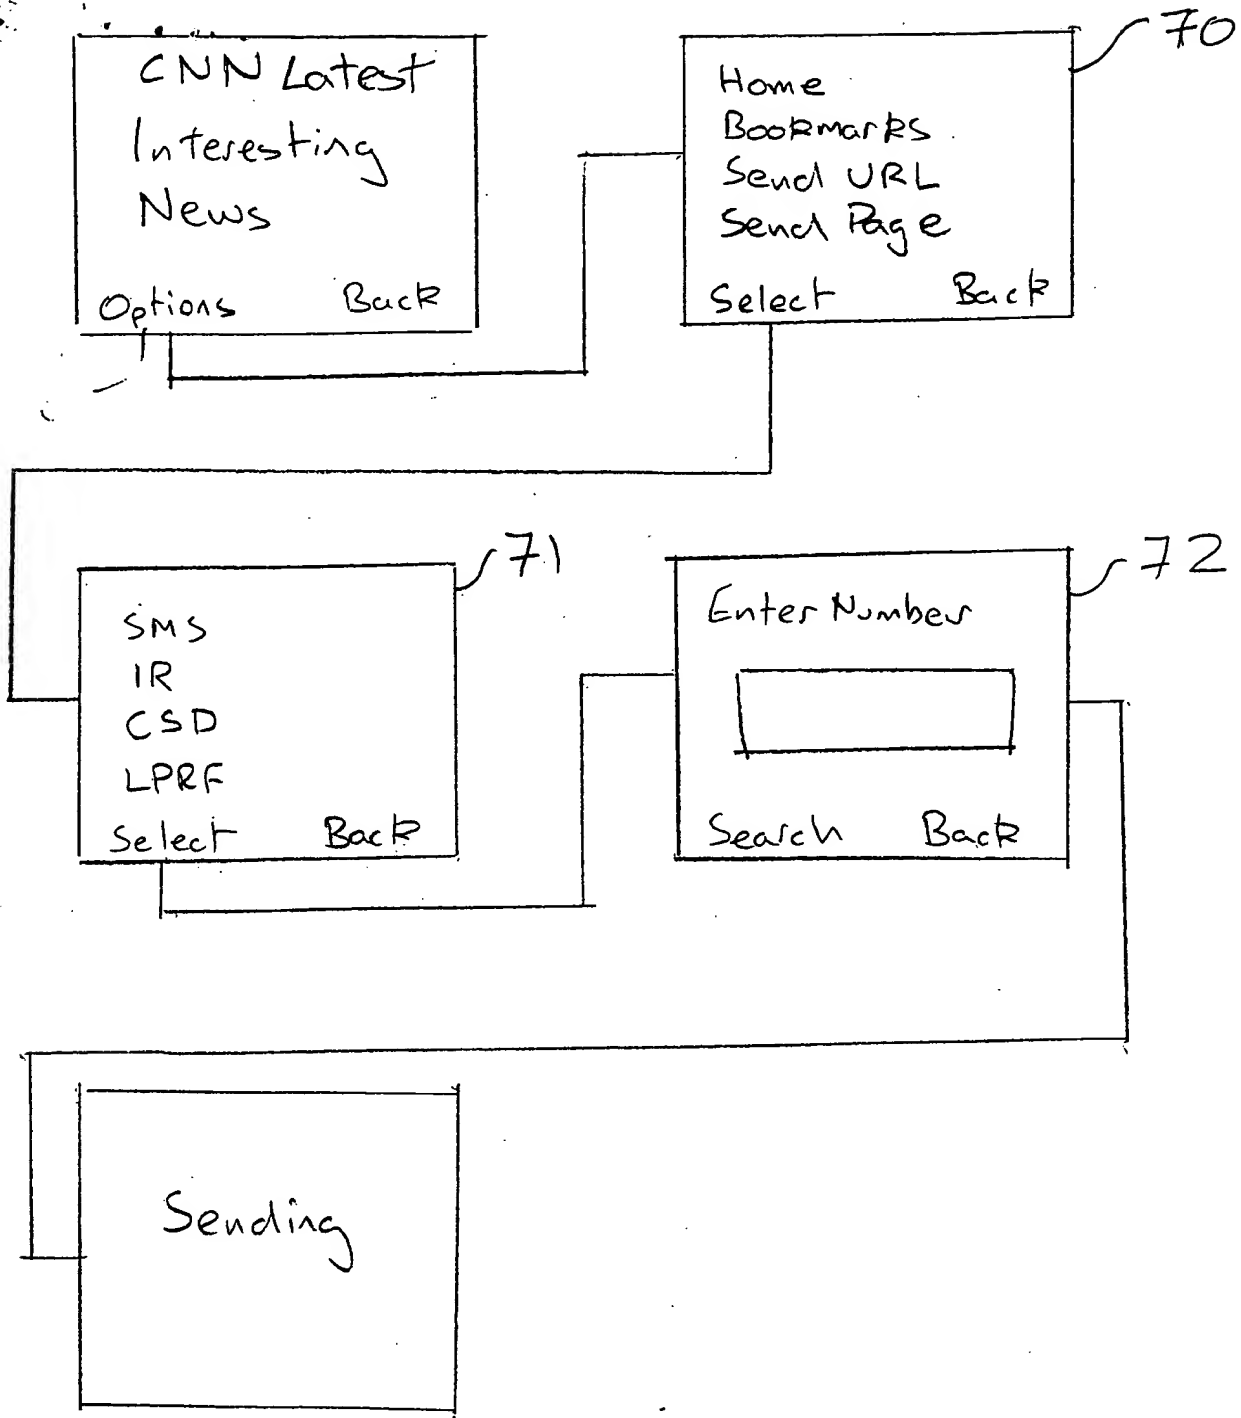 CNN Latest
Interesting
News
Options Back
70
Home
Bookmarks
Send URL
Send Page
Select Back
71
SMS
IR
CSD
LPRF
Select Back
72
Enter Number
Search Back
Sending